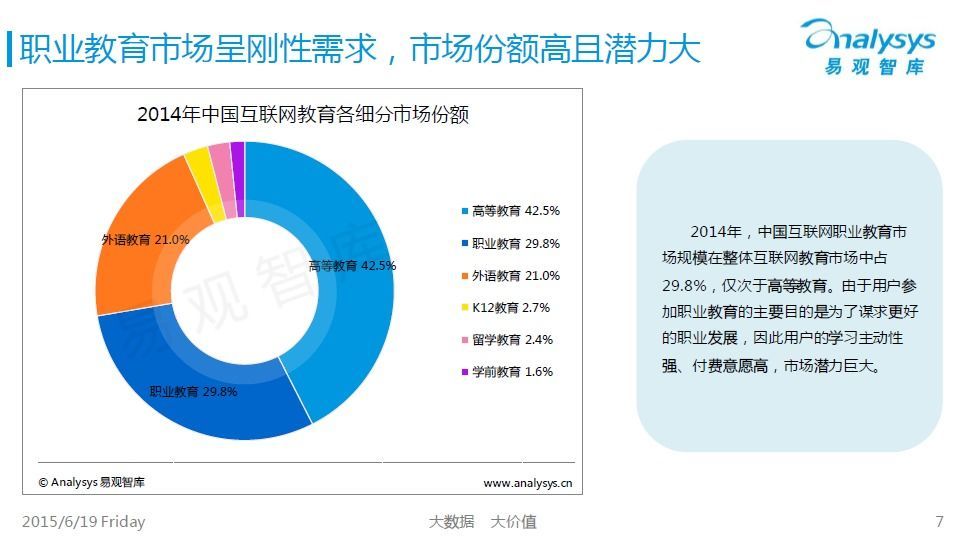 职业教育市场呈刚性需求，市场份额高且潜力大
analysys
易观智库
2014年中国互联网教育各细分市场份额
外语教育 21.0%
高等教育 42.5%
职业教育 29.8%
易观智库
高等教育 42.5%
职业教育 29.8%
外语教育 21.0%
K12教育 2.7%
留学教育 2.4%
学前教育 1.6%
© Analysys 易观智库
www.analysys.cn
2014年，中国互联网职业教育市
场规模在整体互联网教育市场中占
29.8%，仅次于高等教育。由于用户参
加职业教育的主要目的是为了谋求更好
的职业发展，因此用户的学习主动性
强、付费意愿高，市场潜力巨大。
2015/6/19 Friday
大数据 大价值
7